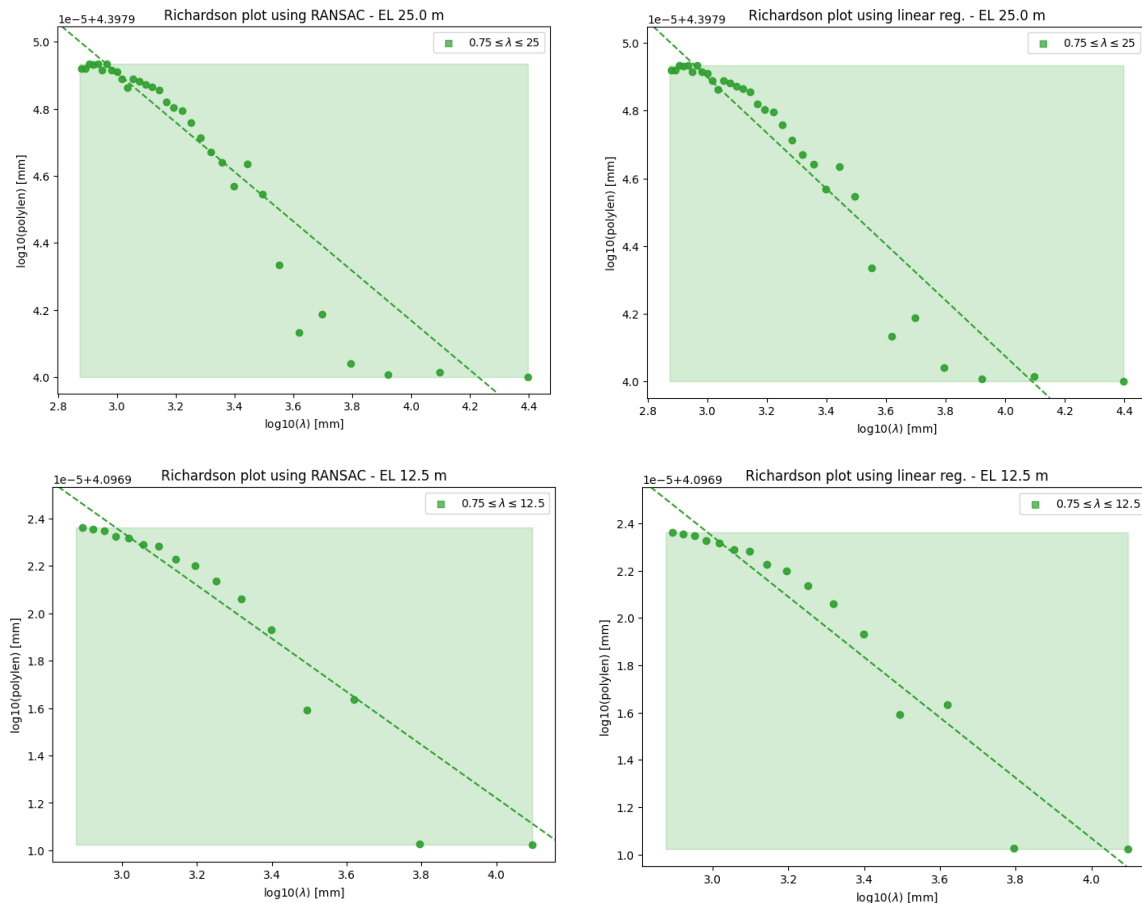 Richardson plot using RANSAC - EL 25.0 m
1e-5+4.3979
0.75 ≤ λ ≤ 25
log10(polylen) [mm]
5.0
4.8
4.6
4.4
4.2
4.0
2.8 3.0 3.2 3.4 3.6 3.8 4.0 4.2 4.4
log10(λ) [mm]
Richardson plot using linear reg. - EL 25.0 m
1e-5+4.3979
0.75 ≤ λ ≤ 25
log10(polylen) [mm]
5.0
4.8
4.6
4.4
4.2
4.0
2.8 3.0 3.2 3.4 3.6 3.8 4.0 4.2 4.4
log10(λ) [mm]
Richardson plot using RANSAC - EL 12.5 m
1e-5+4.0969
0.75 ≤ λ ≤ 12.5
log10(polylen) [mm]
2.4
2.2
2.0
1.8
1.6
1.4
1.2
1.0
3.0 3.2 3.4 3.6 3.8 4.0
log10(λ) [mm]
Richardson plot using linear reg. - EL 12.5 m
1e-5+4.0969
0.75 ≤ λ ≤ 12.5
log10(polylen) [mm]
2.4
2.2
2.0
1.8
1.6
1.4
1.2
1.0
3.0 3.2 3.4 3.6 3.8 4.0
log10(λ) [mm]